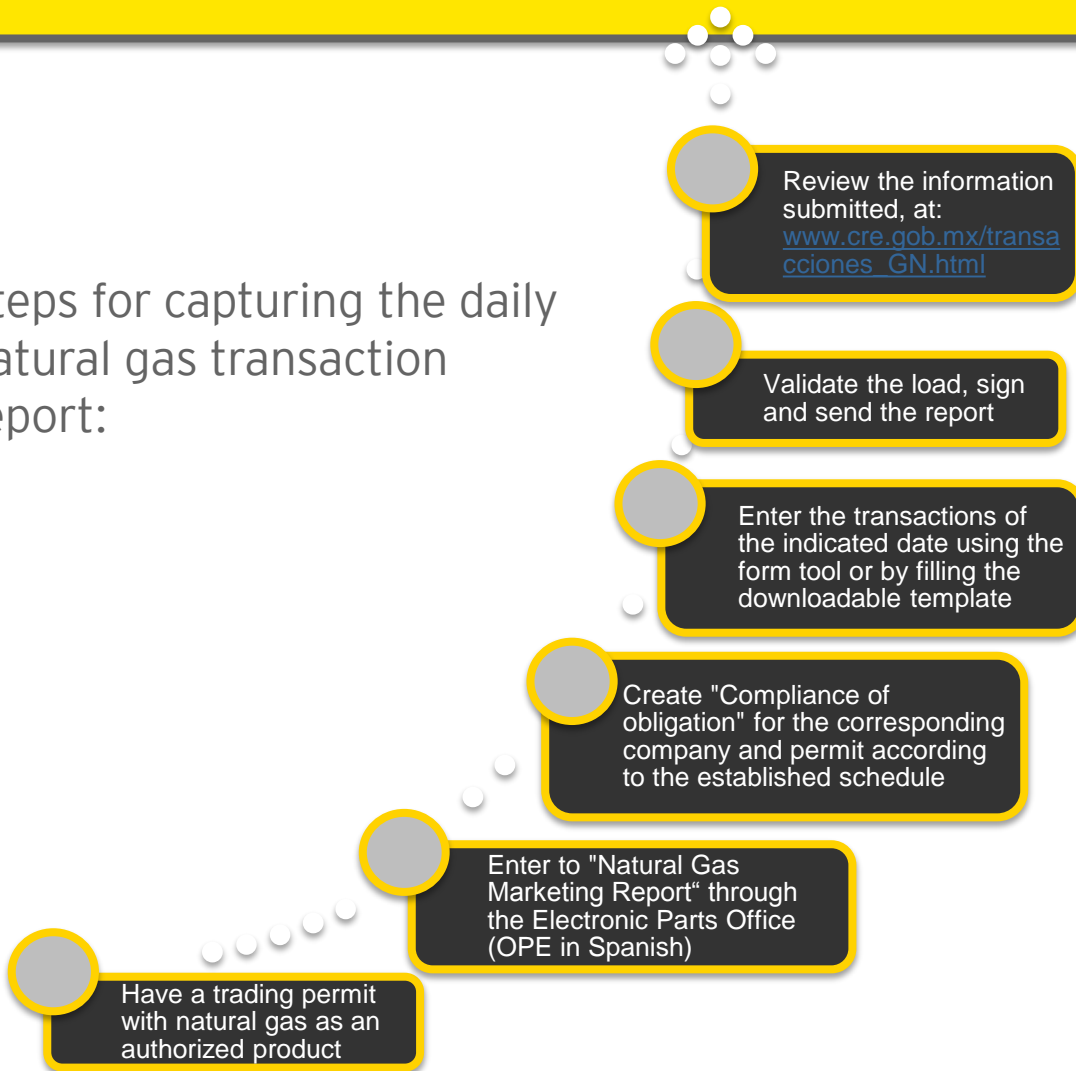 teps for capturing the daily
atural gas transaction
eport:
Review the information
submitted, at:
www.cre.gob.mx/transa
cciones_GN.html
Validate the load, sign
and send the report
Enter the transactions of
the indicated date using the
form tool or by filling the
downloadable template
Create "Compliance of
obligation" for the corresponding
company and permit according
to the established schedule
Enter to "Natural Gas
Marketing Report“ through
the Electronic Parts Office
(OPE in Spanish)
Have a trading permit
with natural gas as an
authorized product